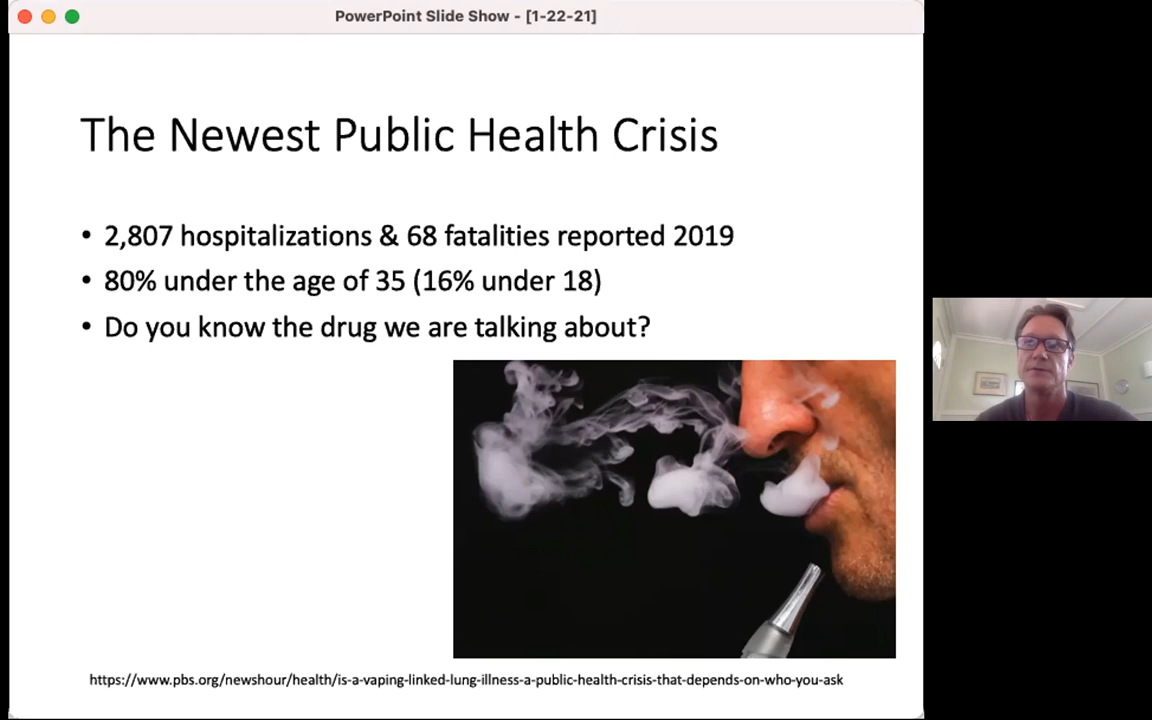 PowerPoint Slide Show - [1-22-21]
The Newest Public Health Crisis
• 2,807 hospitalizations & 68 fatalities reported 2019
• 80% under the age of 35 (16% under 18)
• Do you know the drug we are talking about?
https://www.pbs.org/newshour/health/is-a-vaping-linked-lung-illness-a-public-health-crisis-that-depends-on-who-you-ask